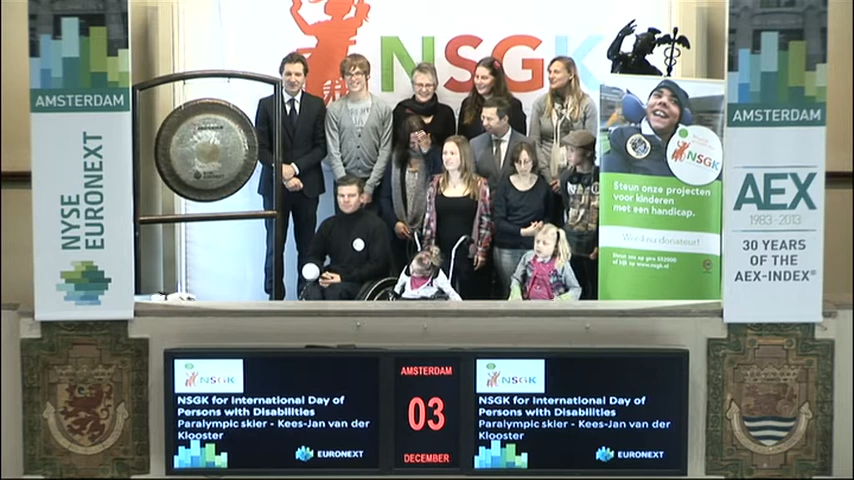 AMSTERDAM
NYSE
EURONEXT
NSGK
NSGK
Steun onze projecten
voor kinderen
met een handicap.
Word nu donateur!
AMSTERDAM
AEX
1983-2013
30 YEARS
OF THE
AEX-INDEX®
NSGK
NSGK for International Day of
Persons with Disabilities
Paralympic skier - Kees-Jan van der
Klooster
EURONEXT
AMSTERDAM
03
DECEMBER
NSGK
NSGK for International Day of
Persons with Disabilities
Paralympic skier - Kees-Jan van der
Klooster
EURONEXT